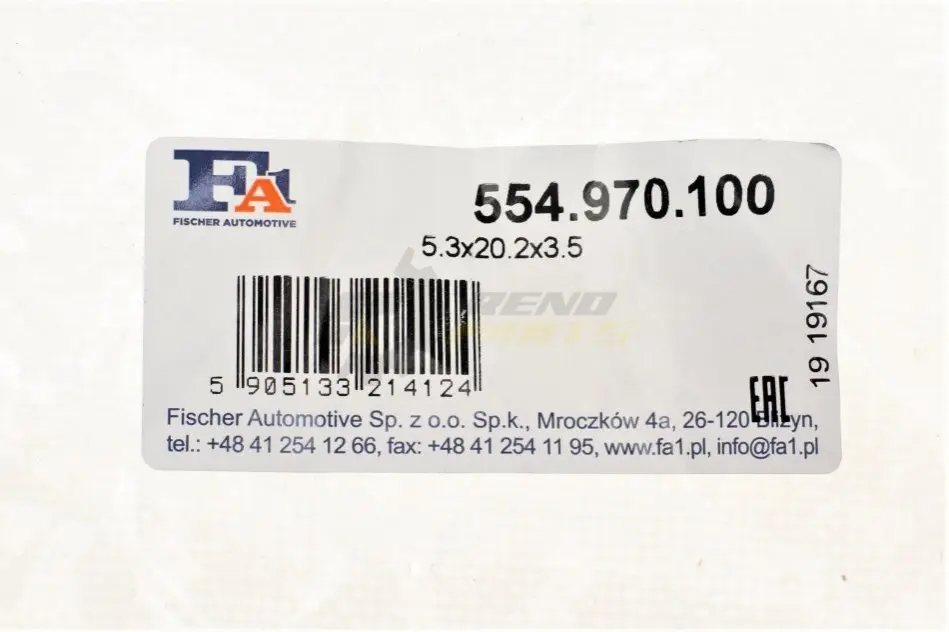 FA1
FISCHER AUTOMOTIVE
554.970.100
5.3x20.2x3.5
19 19167
5 905133 214124
EAC
Fischer Automotive Sp. z o.o. Sp.k., Mroczków 4a, 26-120 Bliżyn,
tel.: +48 41 254 12 66, fax: +48 41 254 11 95, www.fa1.pl, info@fa1.pl